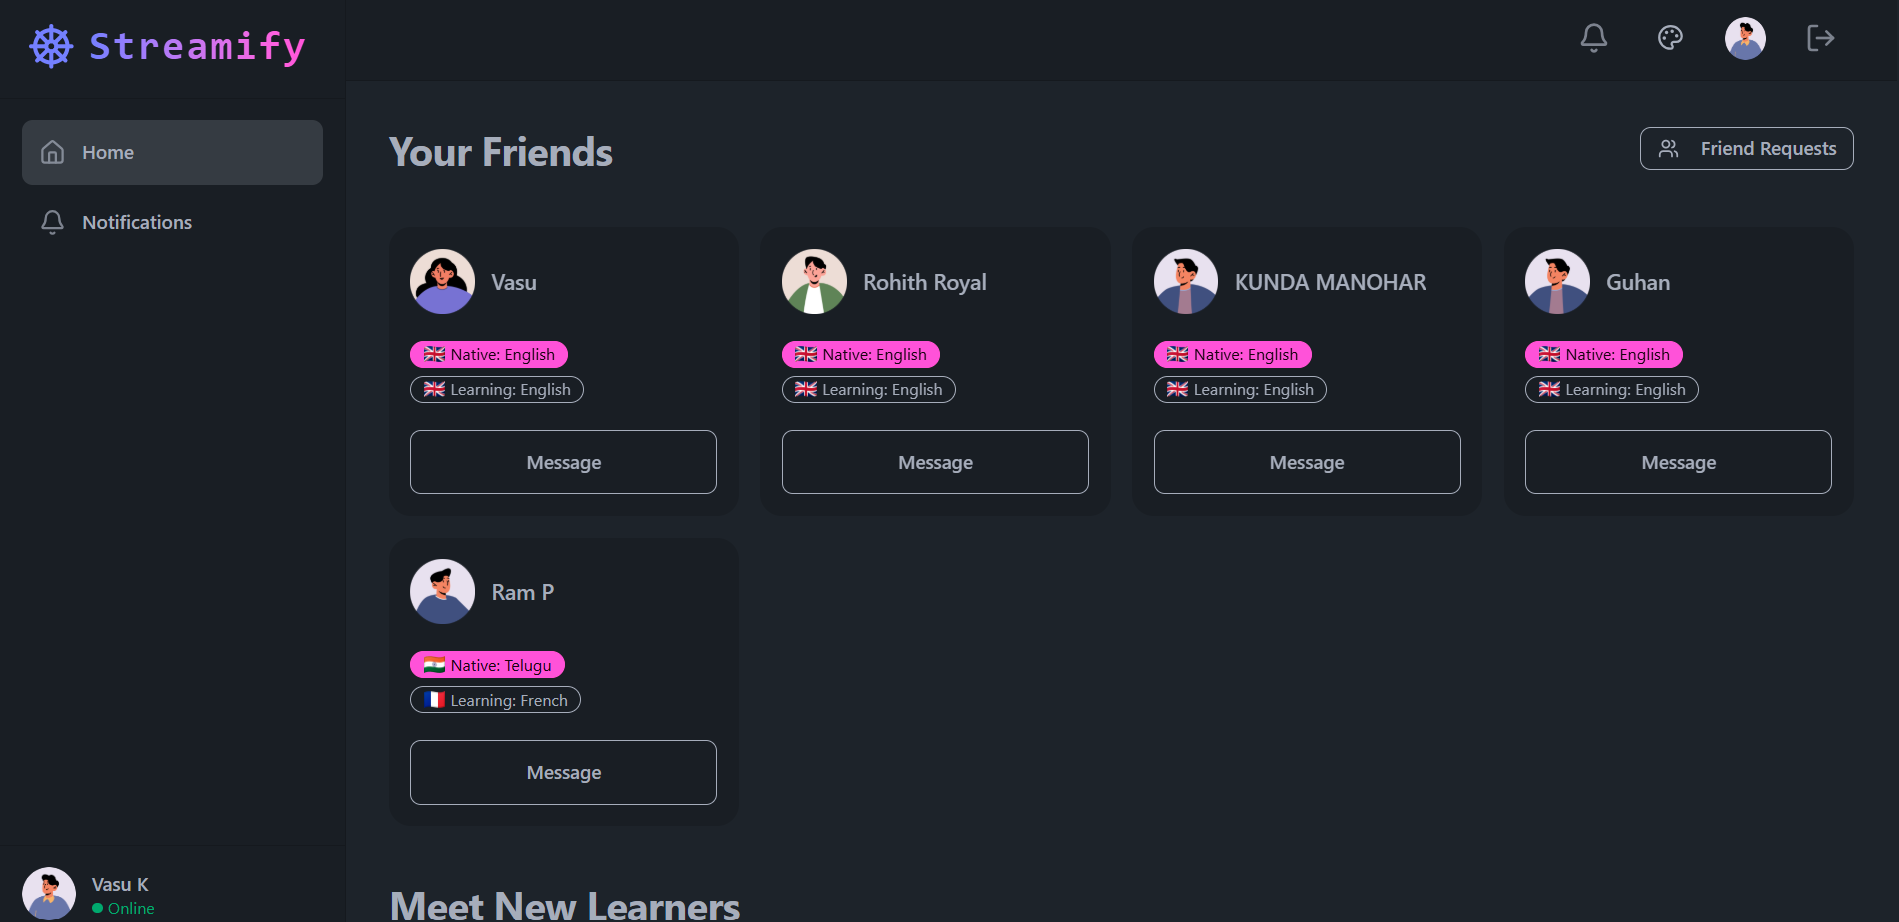 Streamify
Home
Notifications
Your Friends
Friend Requests
Vasu
Native: English
Learning: English
Message
Rohith Royal
Native: English
Learning: English
Message
KUNDA MANOHAR
Native: English
Learning: English
Message
Guhan
Native: English
Learning: English
Message
Ram P
Native: Telugu
Learning: French
Message
Meet New Learners
Vasu K
Online